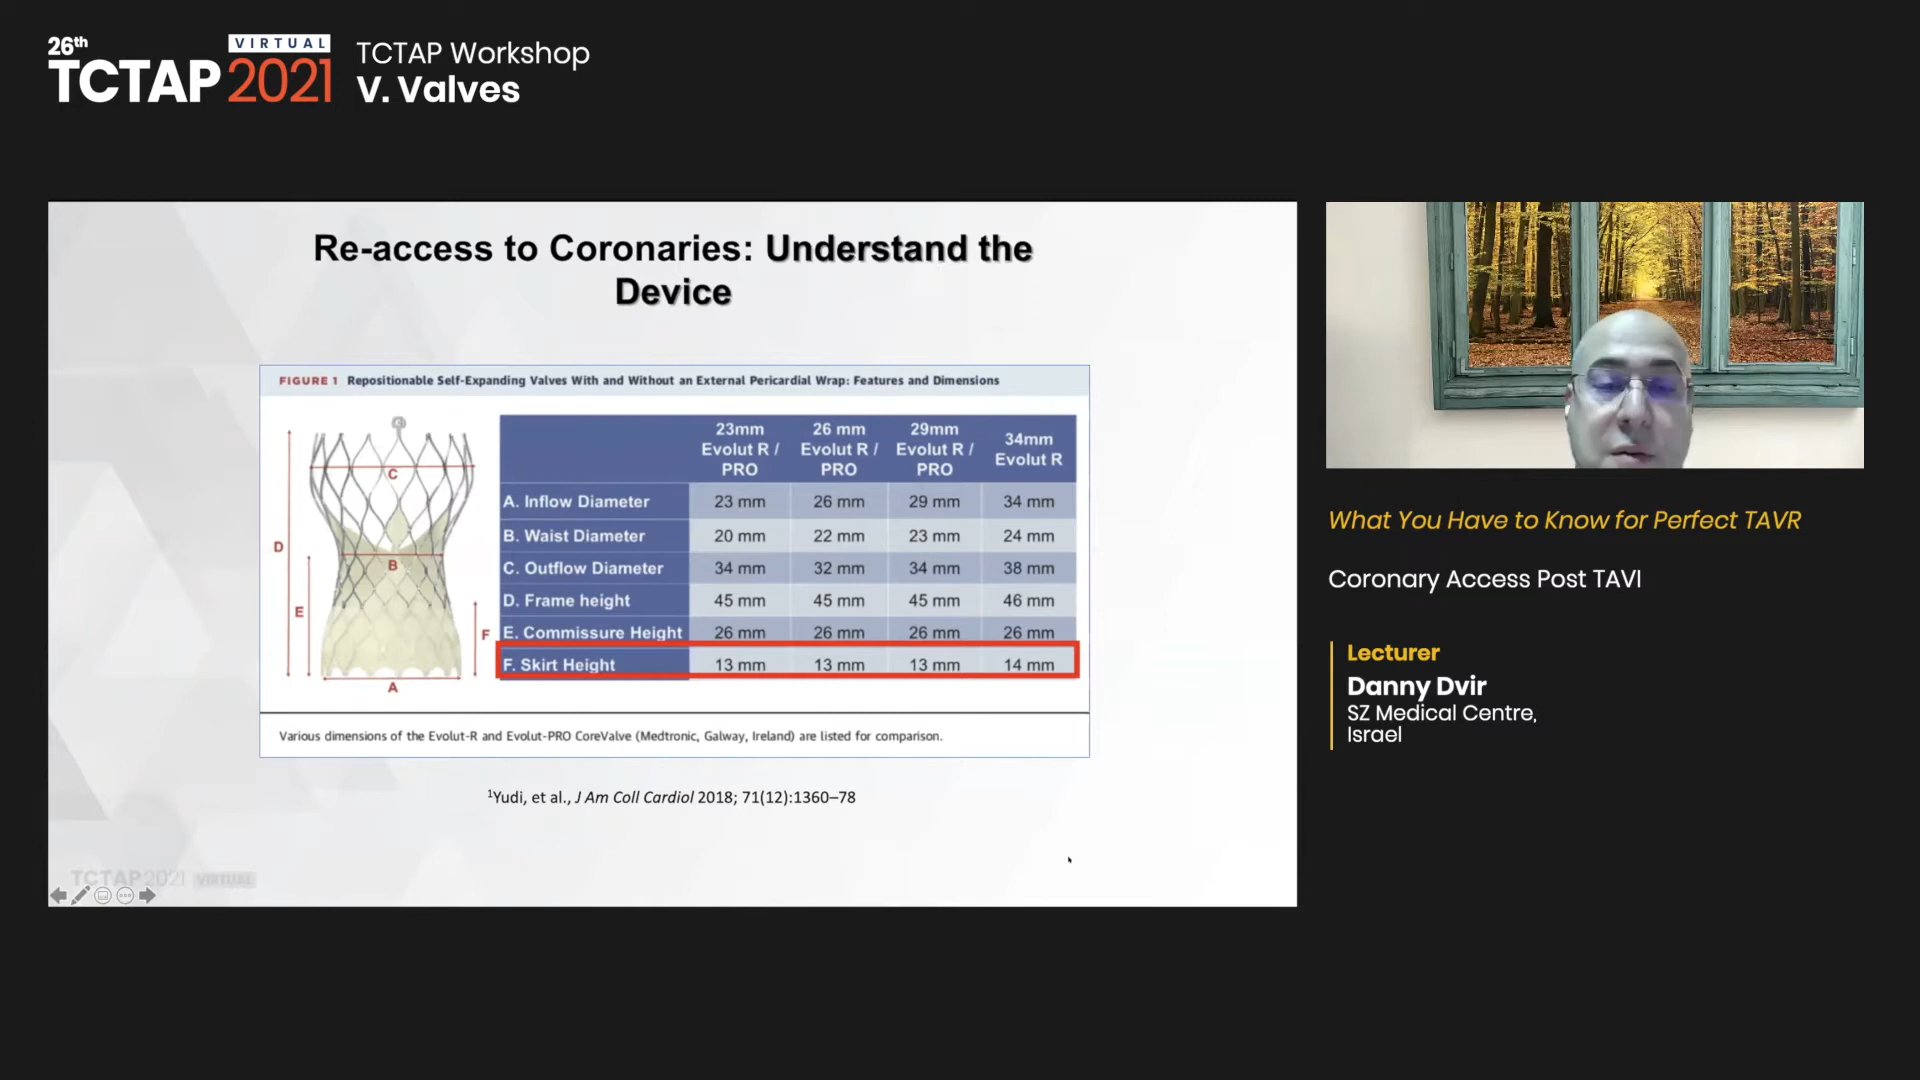 26th
VIRTUAL
TCTAP 2021
TCTAP Workshop
V. Valves
Re-access to Coronaries: Understand the
Device
FIGURE 1 Repositionable Self-Expanding Valves With and Without an External Pericardial Wrap: Features and Dimensions
23mm Evolut R / PRO
26 mm Evolut R / PRO
29mm Evolut R / PRO
34mm Evolut R
A. Inflow Diameter 23 mm 26 mm 29 mm 34 mm
B. Waist Diameter 20 mm 22 mm 23 mm 24 mm
C. Outflow Diameter 34 mm 32 mm 34 mm 38 mm
D. Frame height 45 mm 45 mm 45 mm 46 mm
E. Commissure Height 26 mm 26 mm 26 mm 26 mm
F. Skirt Height 13 mm 13 mm 13 mm 14 mm
C
D
B
E
F
A
Various dimensions of the Evolut-R and Evolut-PRO CoreValve (Medtronic, Galway, Ireland) are listed for comparison.
1Yudi, et al., J Am Coll Cardiol 2018; 71(12):1360–78
TCTAP2021 VIRTUAL
What You Have to Know for Perfect TAVR
Coronary Access Post TAVI
Lecturer
Danny Dvir
SZ Medical Centre,
Israel